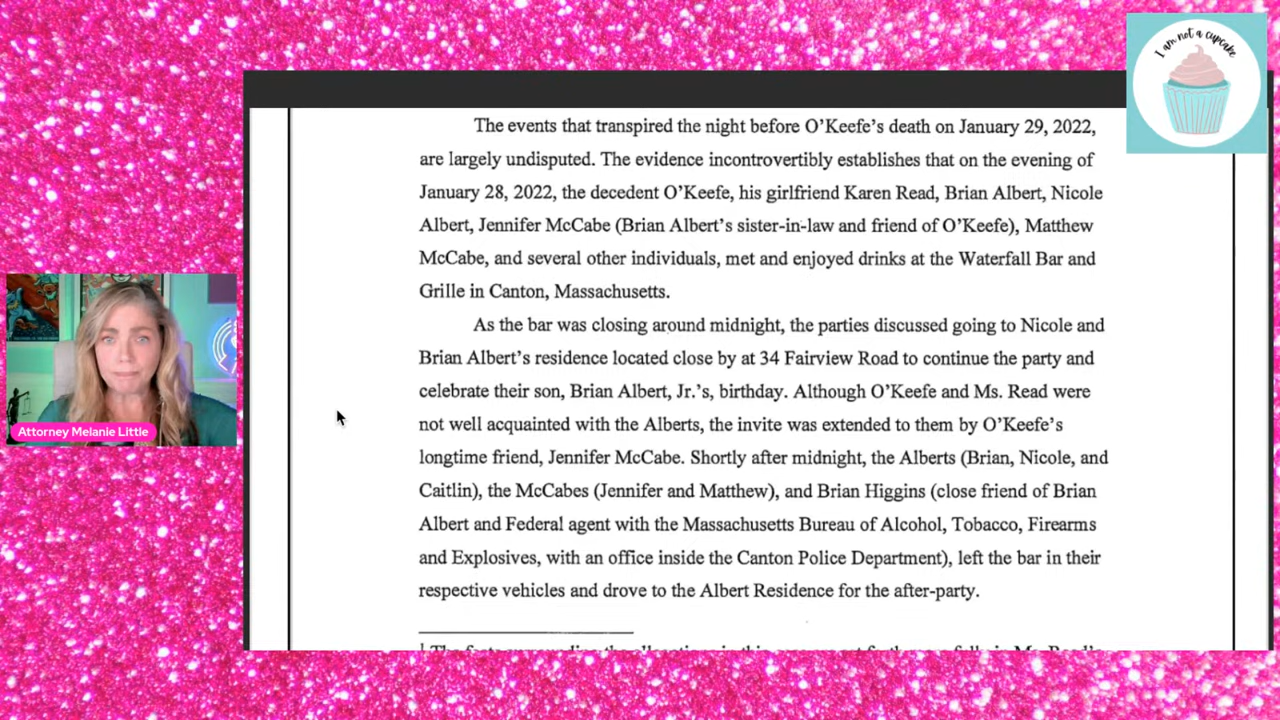 I am not a cupcake
The events that transpired the night before O'Keefe's death on January 29, 2022,
are largely undisputed. The evidence incontrovertibly establishes that on the evening of
January 28, 2022, the decedent O'Keefe, his girlfriend Karen Read, Brian Albert, Nicole
Albert, Jennifer McCabe (Brian Albert's sister-in-law and friend of O'Keefe), Matthew
McCabe, and several other individuals, met and enjoyed drinks at the Waterfall Bar and
Grille in Canton, Massachusetts.
As the bar was closing around midnight, the parties discussed going to Nicole and
Brian Albert's residence located close by at 34 Fairview Road to continue the party and
celebrate their son, Brian Albert, Jr.'s, birthday. Although O'Keefe and Ms. Read were
not well acquainted with the Alberts, the invite was extended to them by O'Keefe's
longtime friend, Jennifer McCabe. Shortly after midnight, the Alberts (Brian, Nicole, and
Caitlin), the McCabes (Jennifer and Matthew), and Brian Higgins (close friend of Brian
Albert and Federal agent with the Massachusetts Bureau of Alcohol, Tobacco, Firearms
and Explosives, with an office inside the Canton Police Department), left the bar in their
respective vehicles and drove to the Albert Residence for the after-party.
Attorney Melanie Little